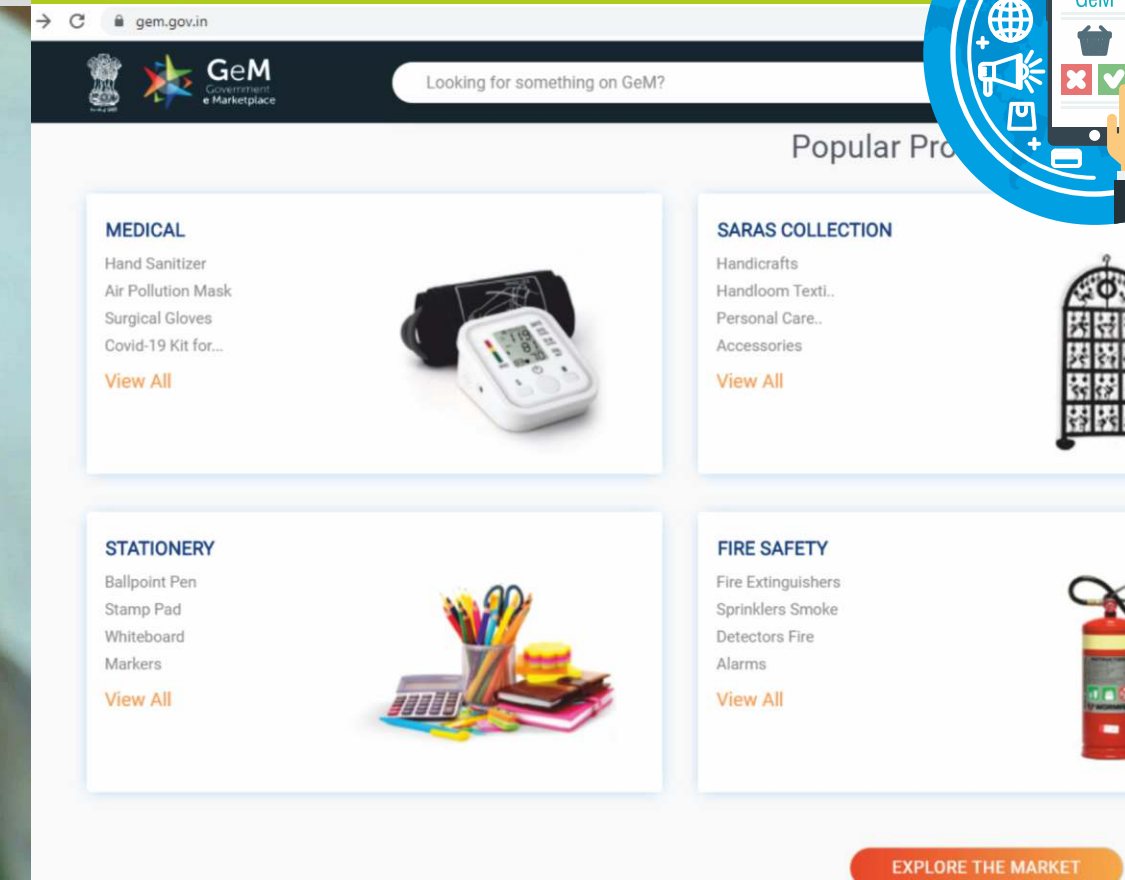 gem.gov.in
GeM
GeM
Government
e Marketplace
Looking for something on GeM?
Popular Pro
MEDICAL
Hand Sanitizer
Air Pollution Mask
Surgical Gloves
Covid-19 Kit for...
View All
SARAS COLLECTION
Handicrafts
Handloom Texti..
Personal Care..
Accessories
View All
STATIONERY
Ballpoint Pen
Stamp Pad
Whiteboard
Markers
View All
FIRE SAFETY
Fire Extinguishers
Sprinklers Smoke
Detectors Fire
Alarms
View All
EXPLORE THE MARKET